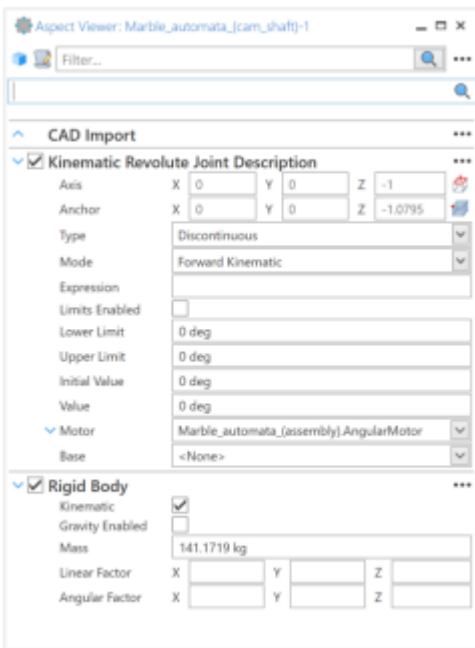 Aspect Viewer: Marble_automata_(cam_shaft)-1
Filter...
CAD Import
Kinematic Revolute Joint Description
Axis X 0 Y 0 Z -1
Anchor X 0 Y 0 Z -1.0795
Type Discontinuous
Mode Forward Kinematic
Expression
Limits Enabled
Lower Limit 0 deg
Upper Limit 0 deg
Initial Value 0 deg
Value 0 deg
Motor Marble_automata_(assembly).AngularMotor
Base <None>
Rigid Body
Kinematic
Gravity Enabled
Mass 141.1719 kg
Linear Factor X Y Z
Angular Factor X Y Z